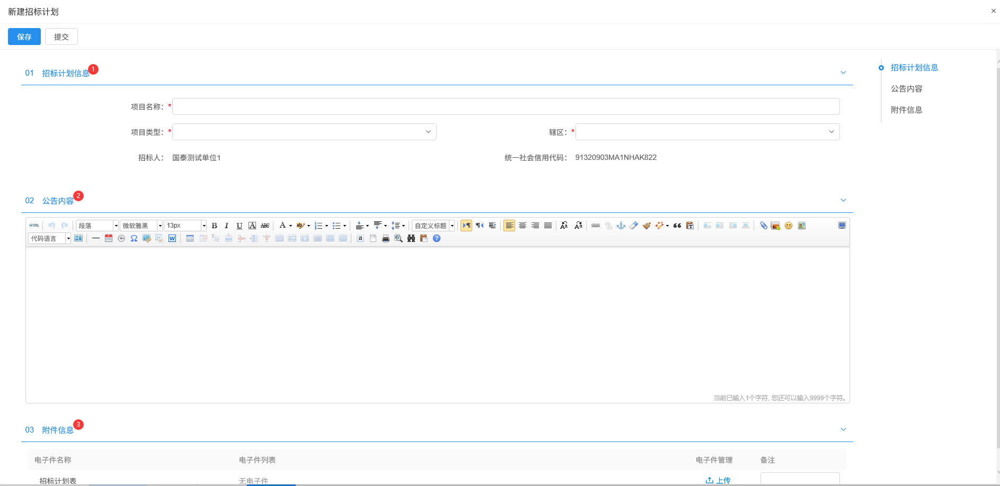 新建招标计划
×
保存 提交
01 招标计划信息 1
招标计划信息
公告内容
附件信息
项目名称：*
项目类型：* 辖区：*
招标人： 国泰测试单位1 统一社会信用代码： 91320903MA1NHAK822
02 公告内容 2
HTML 段落 微软雅黑 13px B I U A ABC A ab 自定义标题
代码语言
当前已输入1个字符, 您还可以输入9999个字符。
03 附件信息 3
电子件名称 电子件列表 电子件管理 备注
招标计划表 无电子件 上传